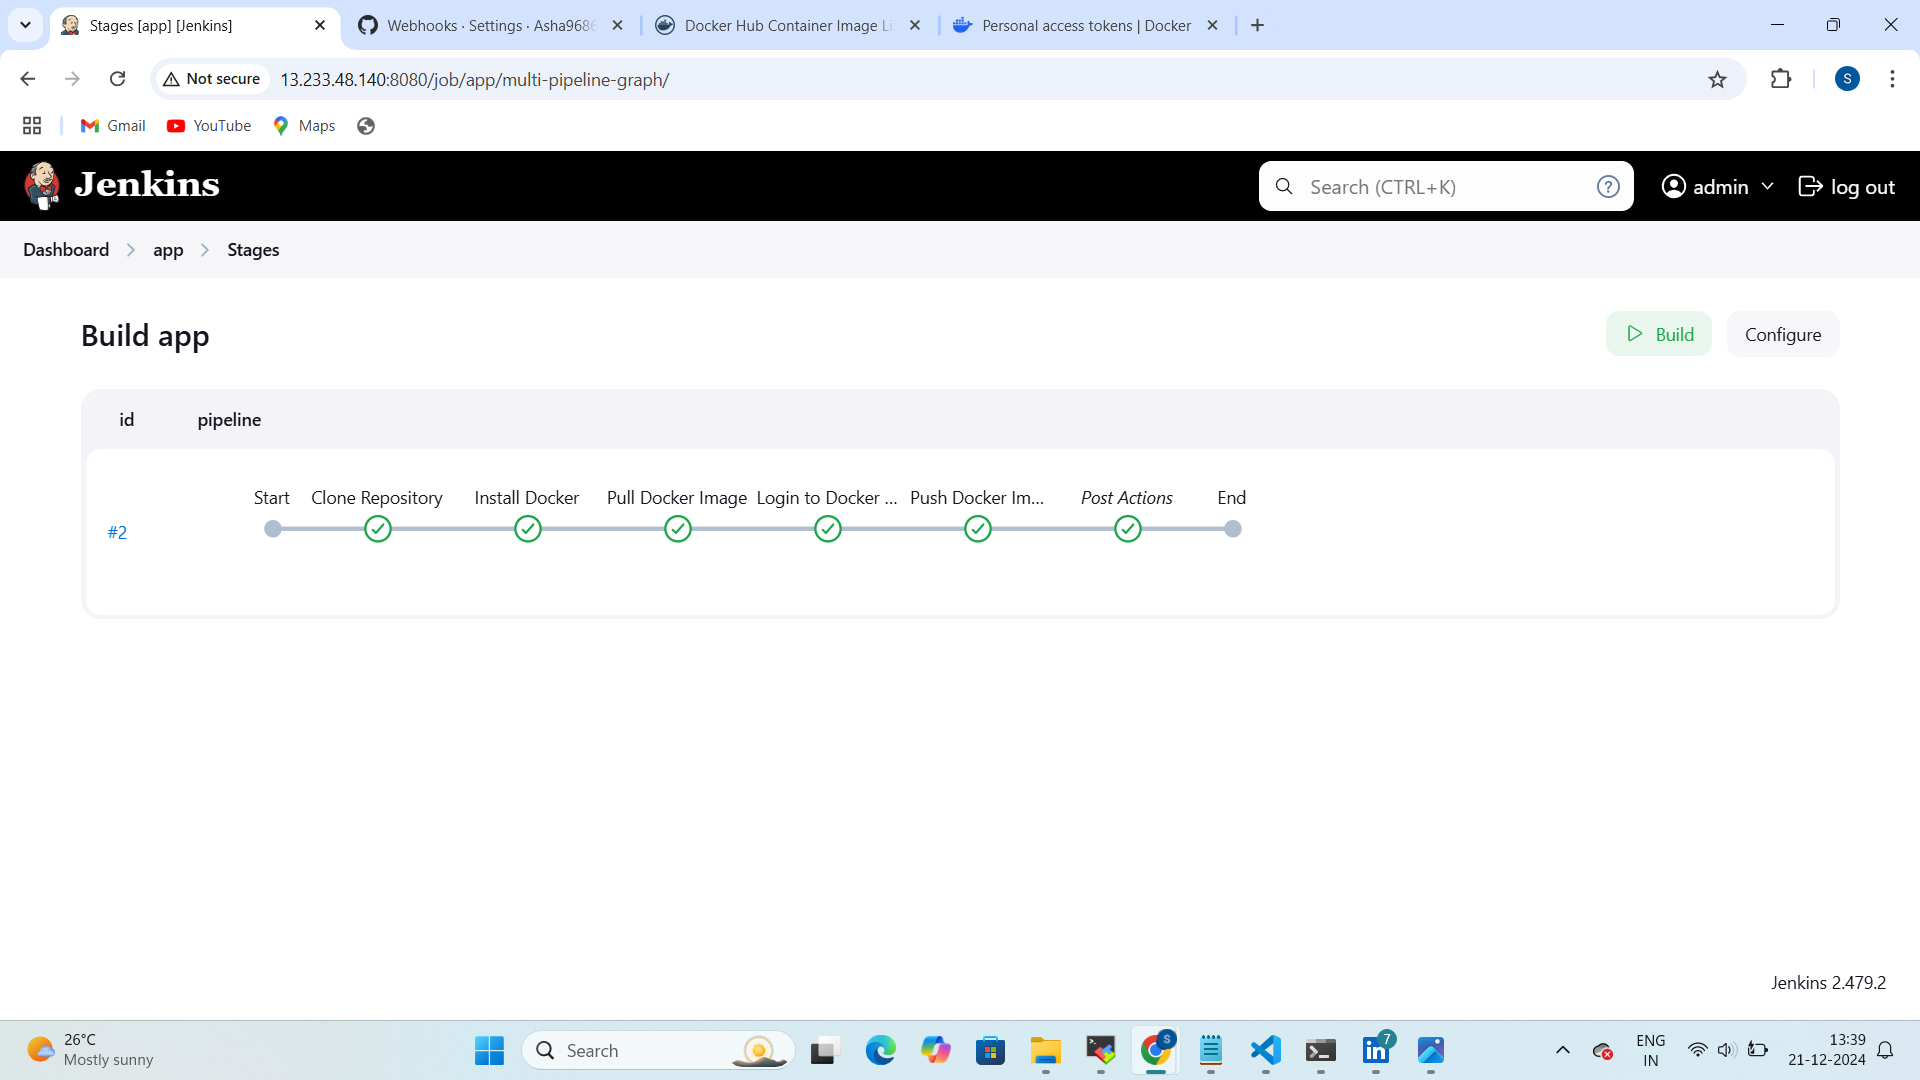 Stages [app] [Jenkins]
Webhooks · Settings · Asha9686
Docker Hub Container Image Li
Personal access tokens | Docker
Not secure
13.233.48.140:8080/job/app/multi-pipeline-graph/
S
Gmail
YouTube
Maps
Jenkins
Search (CTRL+K)
?
admin
log out
Dashboard
app
Stages
Build app
Build
Configure
id
pipeline
Start
Clone Repository
Install Docker
Pull Docker Image
Login to Docker ...
Push Docker Im...
Post Actions
End
#2
Jenkins 2.479.2
26°C
Mostly sunny
Search
S
7
in
ENG
IN
13:39
21-12-2024